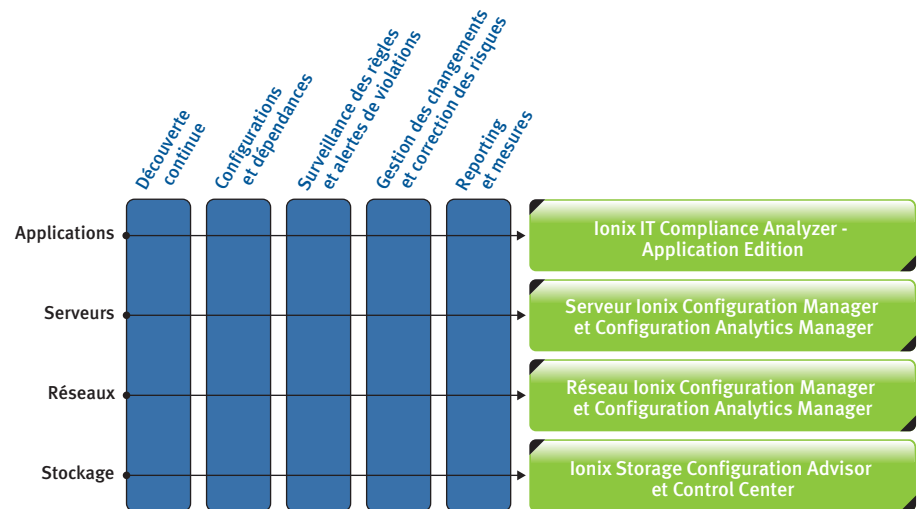 Découverte
continue
Configurations
et dépendances
Surveillance des règles
et alertes de violations
Gestion des changements
et correction des risques
Reporting
et mesures
Applications
Ionix IT Compliance Analyzer -
Application Edition
Serveurs
Serveur Ionix Configuration Manager
et Configuration Analytics Manager
Réseaux
Réseau Ionix Configuration Manager
et Configuration Analytics Manager
Stockage
Ionix Storage Configuration Advisor
et Control Center